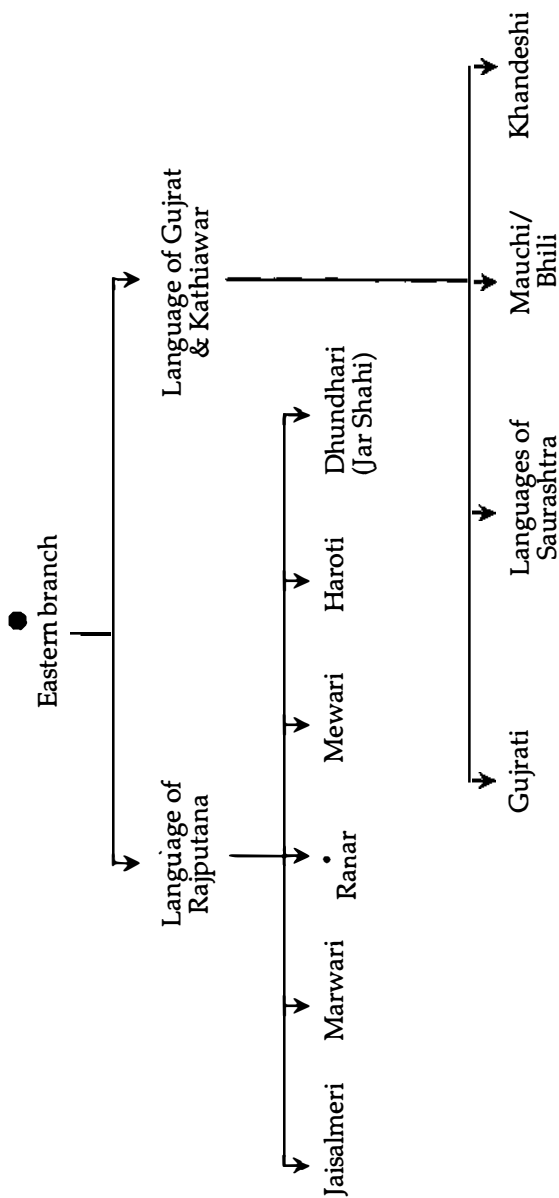 Eastern branch
Language of
Rajputana
Language of Gujrat
& Kathiawar
Jaisalmeri
Marwari
Ranar
Mewari
Haroti
Dhundhari
(Jar Shahi)
Gujrati
Languages of
Saurashtra
Mauchi/
Bhili
Khandeshi